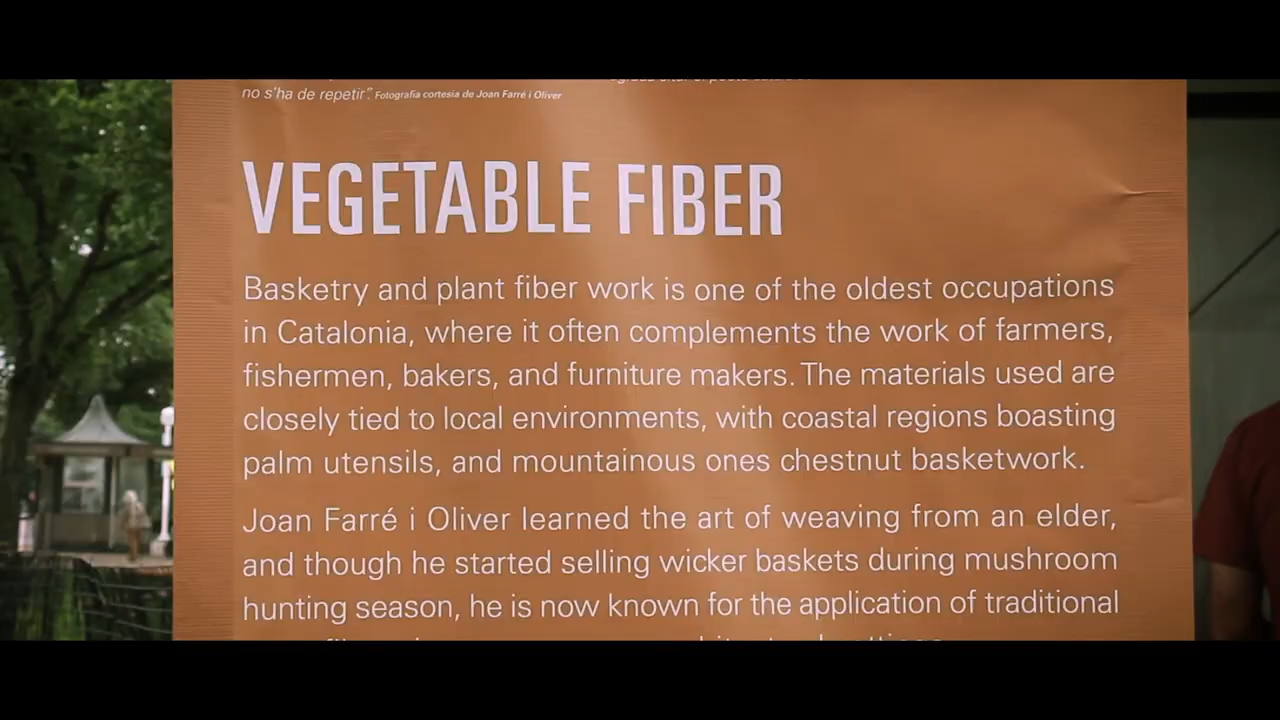 no s'ha de repetir". Fotografia cortesia de Joan Farré i Oliver
VEGETABLE FIBER
Basketry and plant fiber work is one of the oldest occupations
in Catalonia, where it often complements the work of farmers,
fishermen, bakers, and furniture makers. The materials used are
closely tied to local environments, with coastal regions boasting
palm utensils, and mountainous ones chestnut basketwork.
Joan Farré i Oliver learned the art of weaving from an elder,
and though he started selling wicker baskets during mushroom
hunting season, he is now known for the application of traditional